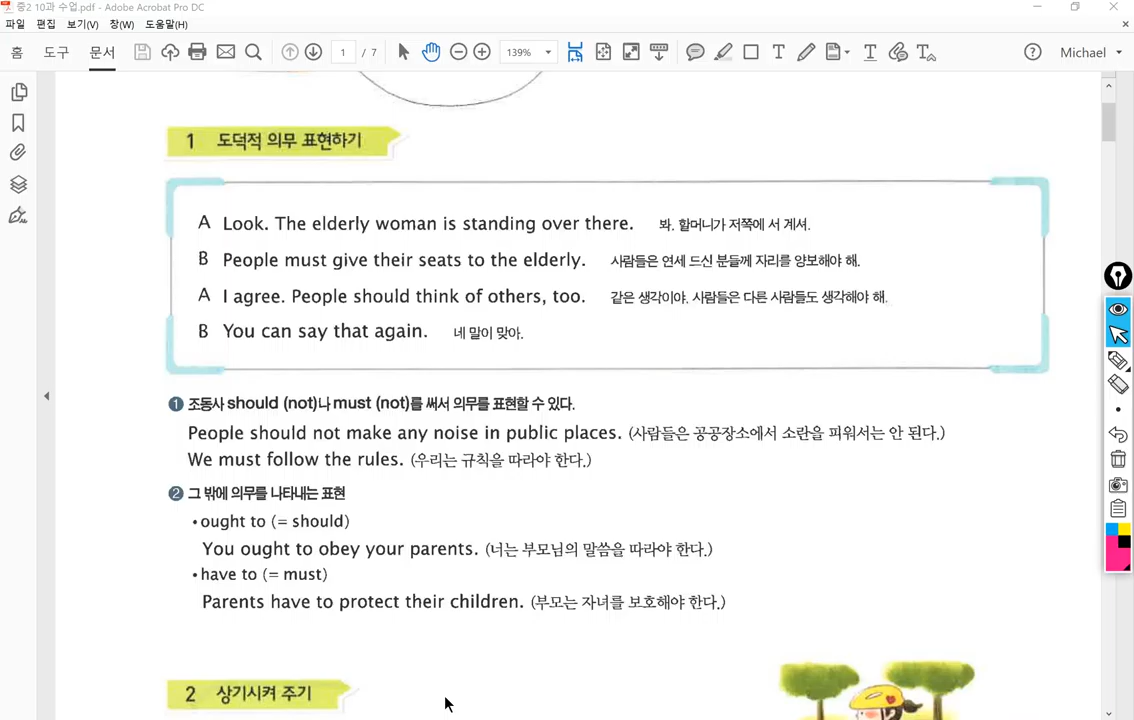 중2 10과 수업.pdf - Adobe Acrobat Pro DC
파일 편집 보기(V) 창(W) 도움말(H)
홈 도구 문서 1 / 7 139% Michael
1 도덕적 의무 표현하기
A Look. The elderly woman is standing over there. 봐. 할머니가 저쪽에 서 계셔.
B People must give their seats to the elderly. 사람들은 연세 드신 분들께 자리를 양보해야 해.
A I agree. People should think of others, too. 같은 생각이야. 사람들은 다른 사람들도 생각해야 해.
B You can say that again. 네 말이 맞아.
1 조동사 should (not)나 must (not)를 써서 의무를 표현할 수 있다.
People should not make any noise in public places. (사람들은 공공장소에서 소란을 피워서는 안 된다.)
We must follow the rules. (우리는 규칙을 따라야 한다.)
2 그 밖에 의무를 나타내는 표현
• ought to (= should)
You ought to obey your parents. (너는 부모님의 말씀을 따라야 한다.)
• have to (= must)
Parents have to protect their children. (부모는 자녀를 보호해야 한다.)
2 상기시켜 주기